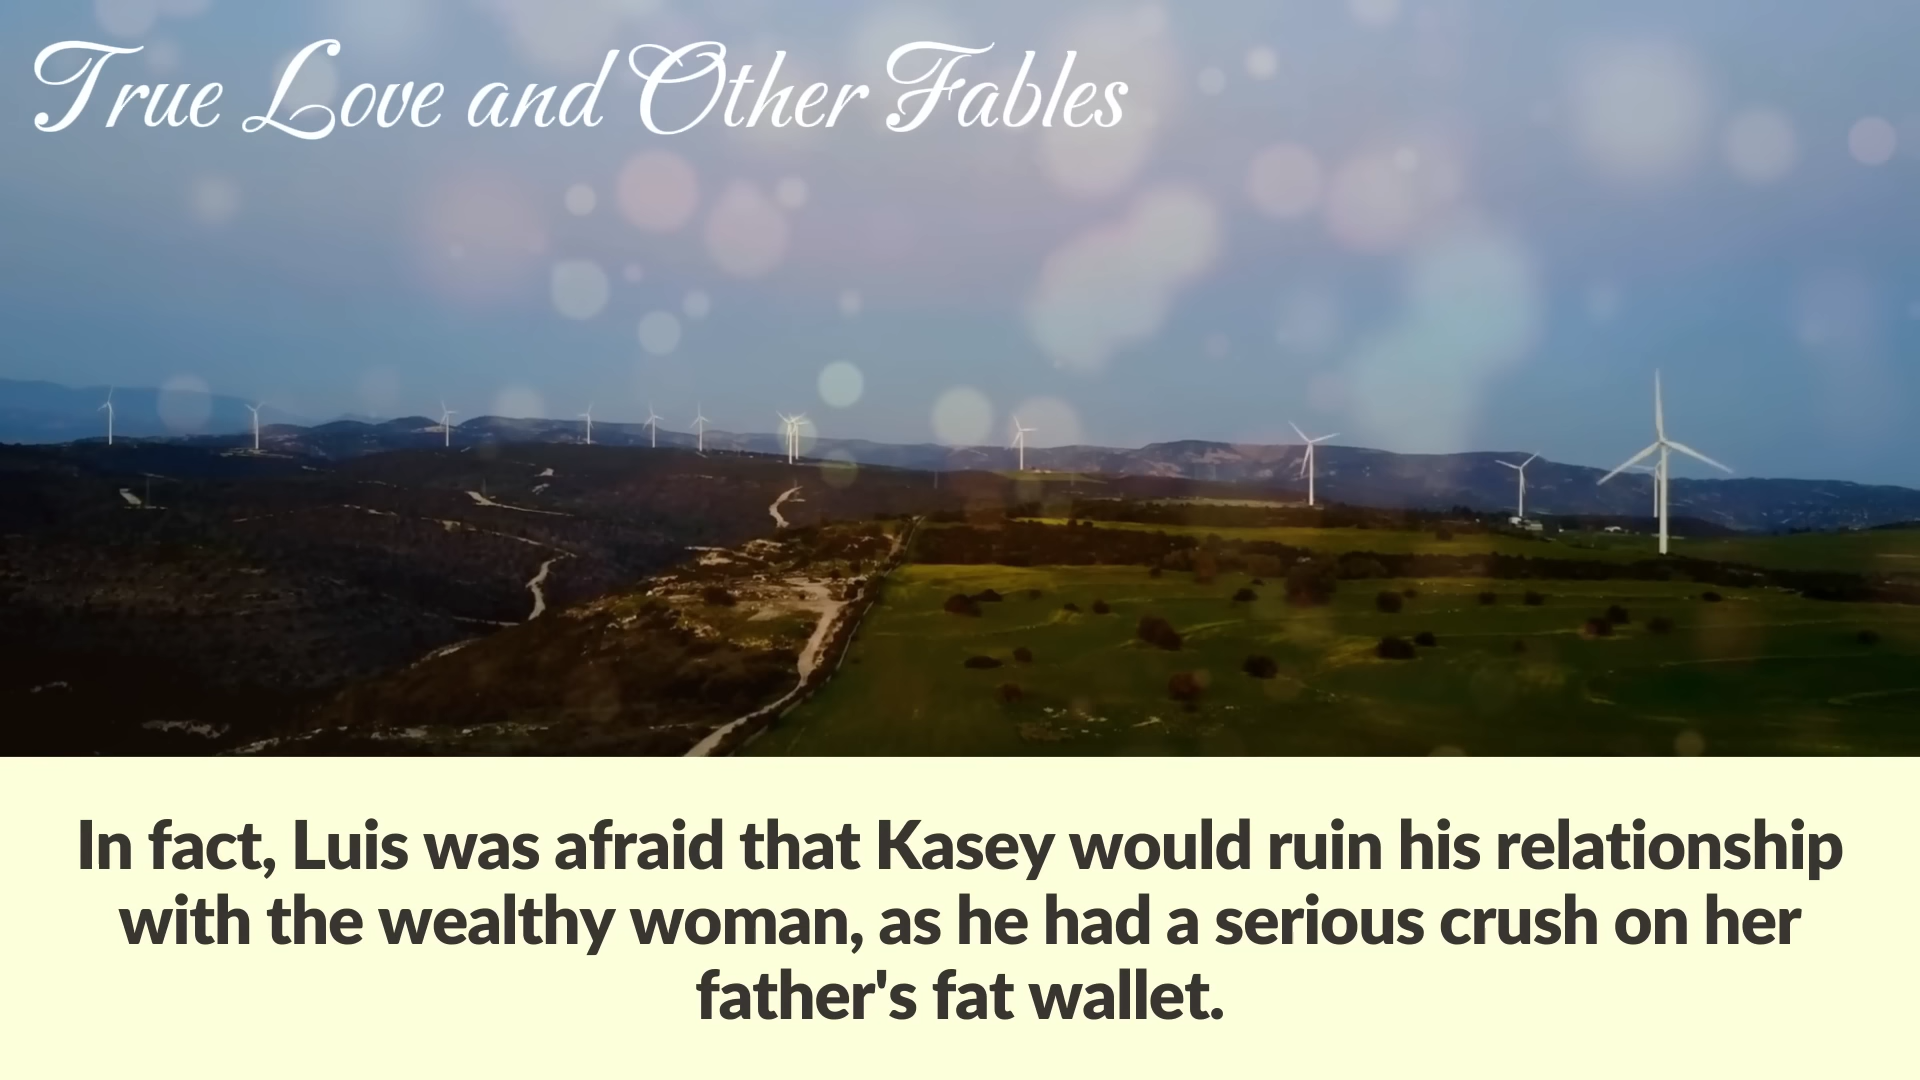 True Love and Other Fables
In fact, Luis was afraid that Kasey would ruin his relationship
with the wealthy woman, as he had a serious crush on her
father's fat wallet.